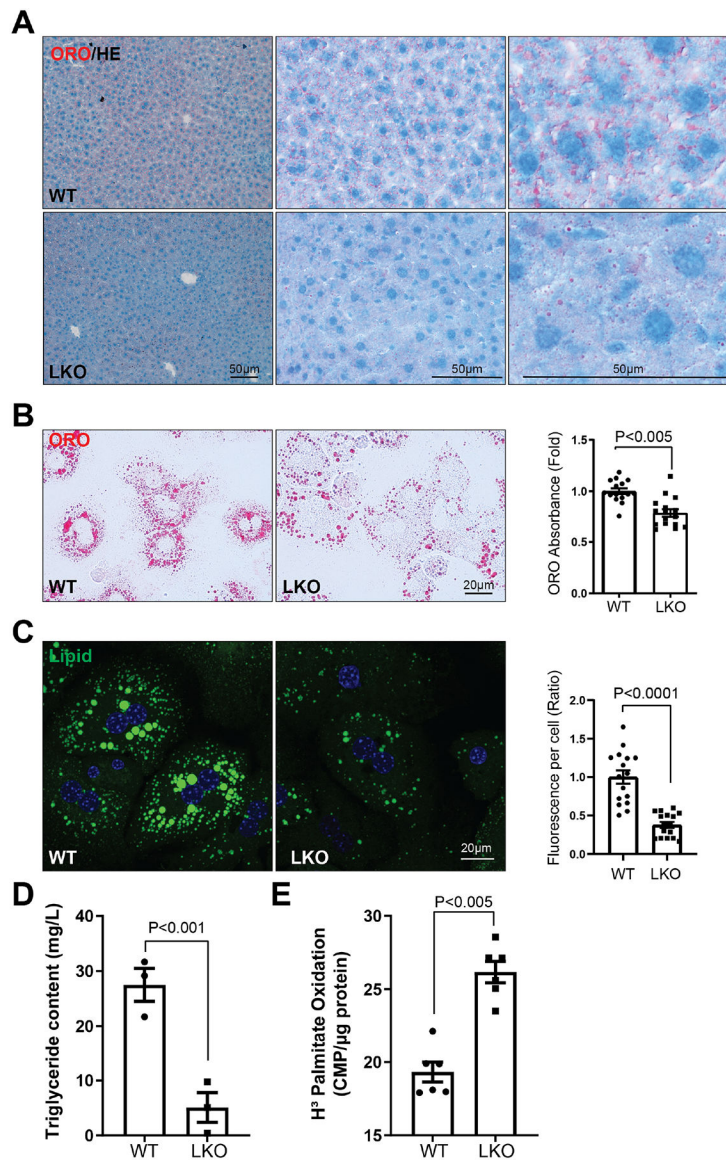 A
ORO/HE
WT
LKO
50µm
50µm
50µm
B
ORO
WT
LKO
20µm
ORO Absorbance (Fold)
1.5
1.0
0.5
0.0
P<0.005
WT
LKO
C
Lipid
WT
LKO
20µm
Fluorescence per cell (Ratio)
2.0
1.5
1.0
0.5
0.0
P<0.0001
WT
LKO
D
Triglyceride content (mg/L)
40
30
20
10
0
P<0.001
WT
LKO
E
H³ Palmitate Oxidation
(CMP/µg protein)
30
25
20
15
P<0.005
WT
LKO